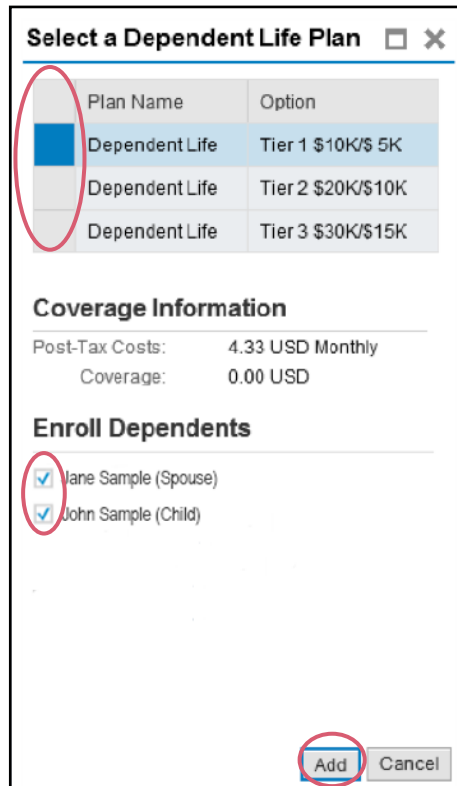 Select a Dependent Life Plan
Plan Name Option
Dependent Life Tier 1 $10K/$ 5K
Dependent Life Tier 2 $20K/$10K
Dependent Life Tier 3 $30K/$15K
Coverage Information
Post-Tax Costs: 4.33 USD Monthly
Coverage: 0.00 USD
Enroll Dependents
Jane Sample (Spouse)
John Sample (Child)
Add Cancel